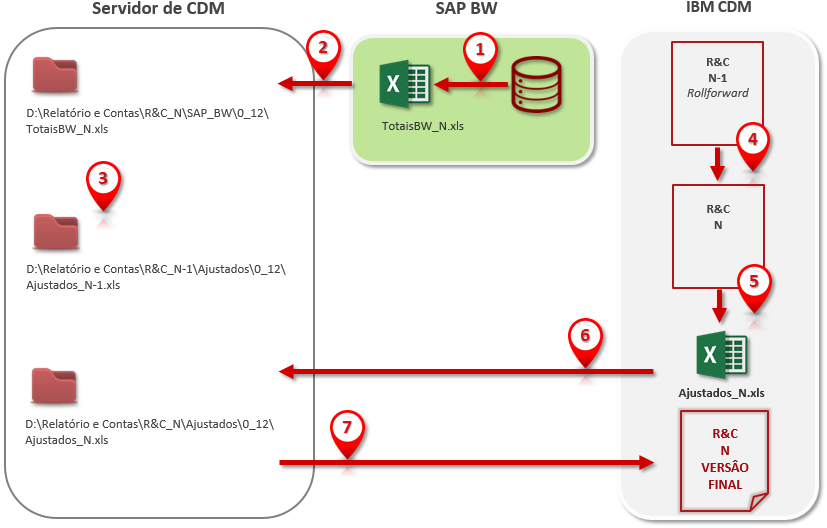 Servidor de CDM
SAP BW
IBM CDM
2
1
TotaisBW_N.xls
D:\Relatório e Contas\R&C_N\SAP_BW\0_12\
TotaisBW_N.xls
3
D:\Relatório e Contas\R&C_N-1\Ajustados\0_12\
Ajustados_N-1.xls
R&C
N-1
Rollforward
4
R&C
N
5
6
Ajustados_N.xls
D:\Relatório e Contas\R&C_N\Ajustados\0_12\
Ajustados_N.xls
7
R&C
N
VERSÂO
FINAL